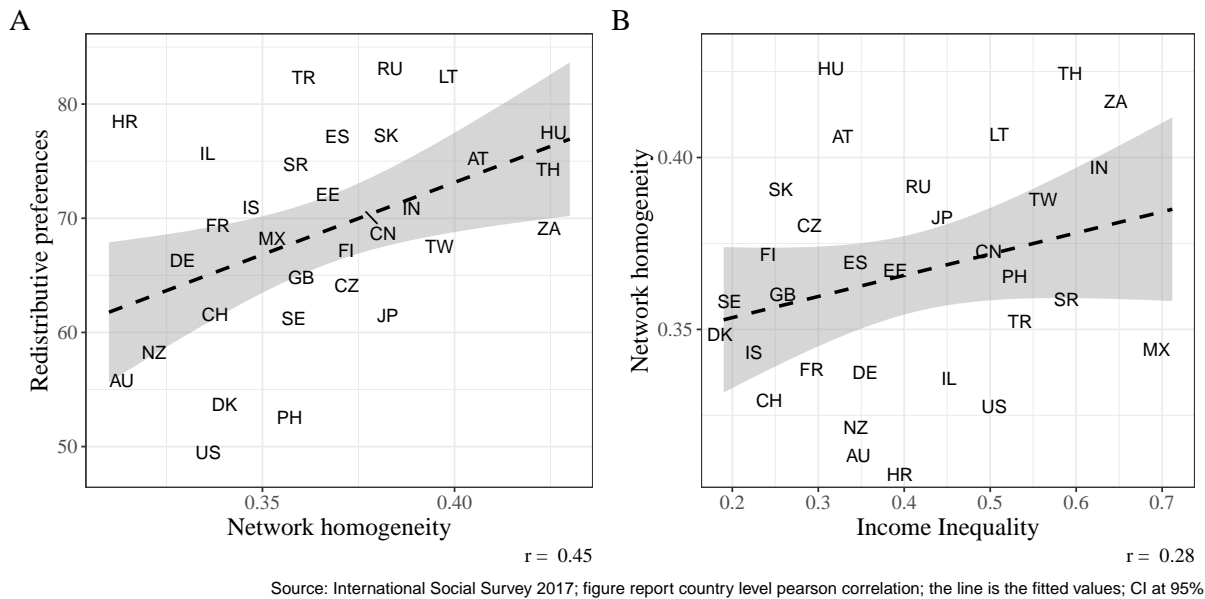 A
Redistributive preferences
80
70
60
50
HR
IL
TR
RU
LT
SR
ES
SK
HU
AT
TH
EE
IS
IN
FR
MX
CN
ZA
TW
FI
DE
GB
CZ
CH
SE
JP
NZ
AU
DK
PH
US
0.35
0.40
Network homogeneity
r = 0.45
B
Network homogeneity
0.40
0.35
HU
TH
ZA
AT
LT
SK
RU
IN
TW
CZ
JP
FI
ES
EE
CN
PH
SE
GB
SR
DK
TR
IS
MX
FR
DE
IL
CH
US
NZ
AU
HR
0.2
0.3
0.4
0.5
0.6
0.7
Income Inequality
r = 0.28
Source: International Social Survey 2017; figure report country level pearson correlation; the line is the fitted values; CI at 95%